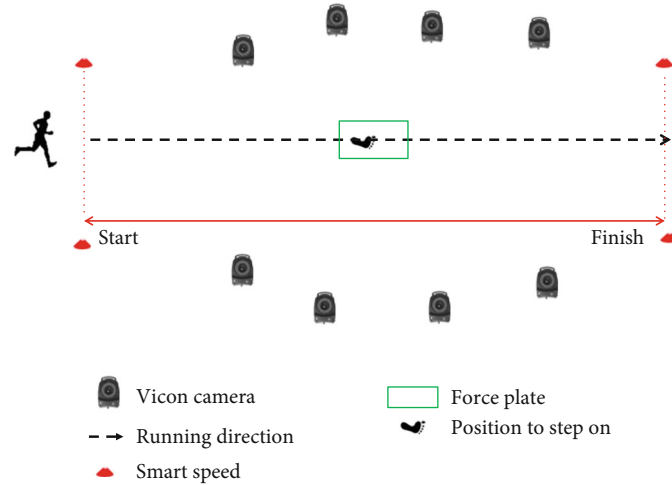 Start
Finish
Vicon camera
Force plate
Running direction
Position to step on
Smart speed